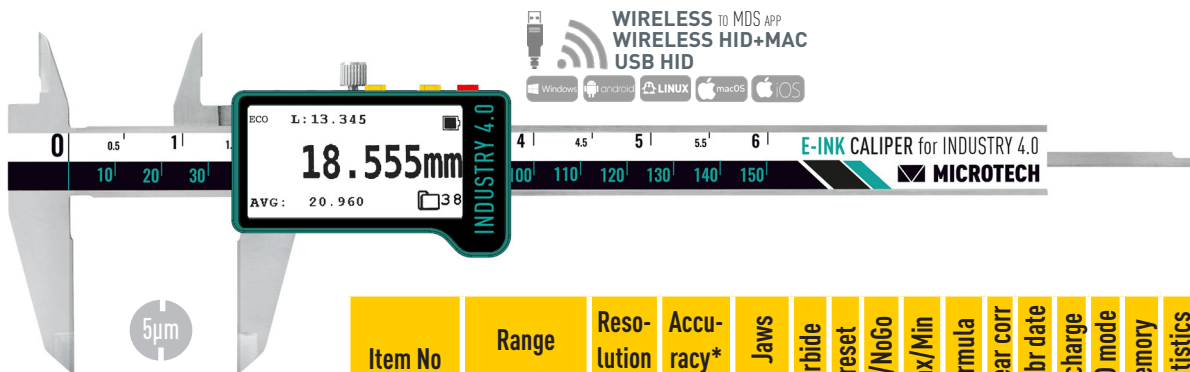 WIRELESS TO MDS APP
WIRELESS HID+MAC
USB HID
Windows android LINUX macOS iOS
ECO L:13.345
18.555mm
AVG: 20.960 38
INDUSTRY 4.0
0 0.5 1 4 4.5 5 5.5 6
10 20 30 100 110 120 130 140 150
E-INK CALIPER for INDUSTRY 4.0
MICROTECH
5µm
Item No
Range
Reso-
lution
Accu-
racy*
Jaws